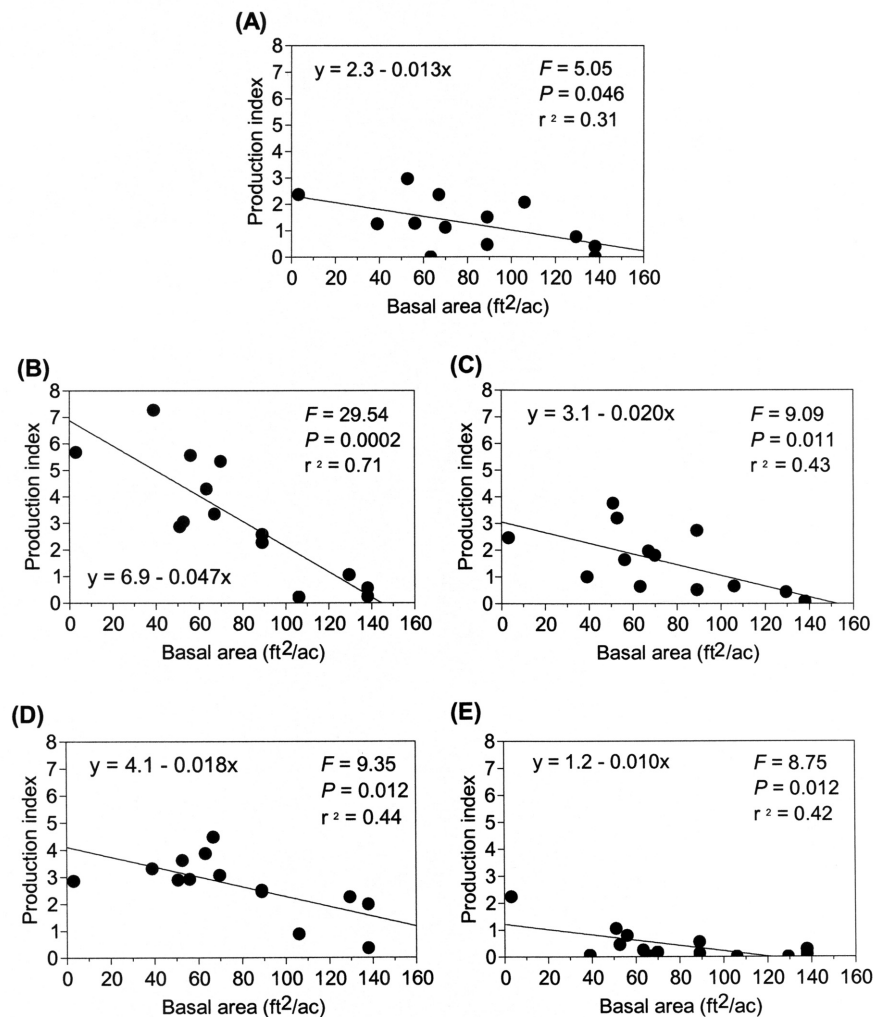 (A)
y = 2.3 - 0.013x
F = 5.05
P = 0.046
r ² = 0.31
Production index
8
7
6
5
4
3
2
1
0
0 20 40 60 80 100 120 140 160
Basal area (ft²/ac)
(B)
F = 29.54
P = 0.0002
r ² = 0.71
y = 6.9 - 0.047x
Production index
8
7
6
5
4
3
2
1
0
0 20 40 60 80 100 120 140 160
Basal area (ft²/ac)
(C)
y = 3.1 - 0.020x
F = 9.09
P = 0.011
r ² = 0.43
Production index
8
7
6
5
4
3
2
1
0
0 20 40 60 80 100 120 140 160
Basal area (ft²/ac)
(D)
y = 4.1 - 0.018x
F = 9.35
P = 0.012
r ² = 0.44
Production index
8
7
6
5
4
3
2
1
0
0 20 40 60 80 100 120 140 160
Basal area (ft²/ac)
(E)
y = 1.2 - 0.010x
F = 8.75
P = 0.012
r ² = 0.42
Production index
8
7
6
5
4
3
2
1
0
0 20 40 60 80 100 120 140 160
Basal area (ft²/ac)